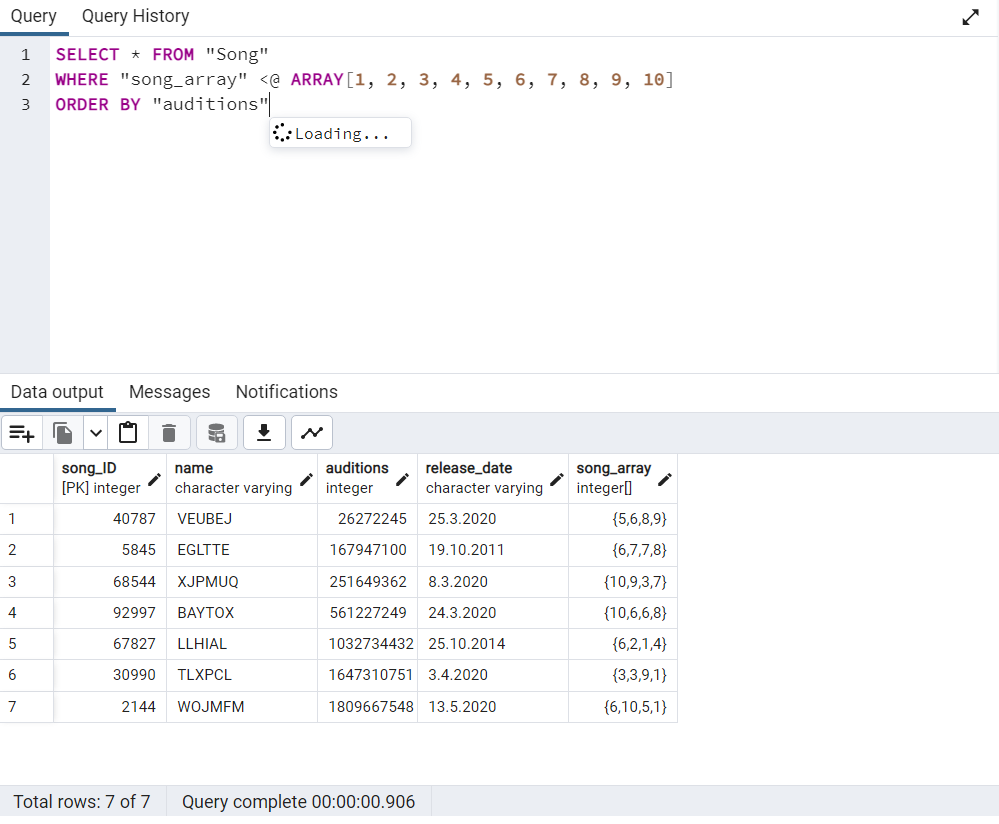 Query Query History
1 SELECT * FROM "Song"
2 WHERE "song_array" <@ ARRAY[1, 2, 3, 4, 5, 6, 7, 8, 9, 10]
3 ORDER BY "auditions"
Loading...
Data output Messages Notifications
song_ID name auditions release_date song_array
[PK] integer character varying integer character varying integer[]
1 40787 VEUBEJ 26272245 25.3.2020 {5,6,8,9}
2 5845 EGLTTE 167947100 19.10.2011 {6,7,7,8}
3 68544 XJPMUQ 251649362 8.3.2020 {10,9,3,7}
4 92997 BAYTOX 561227249 24.3.2020 {10,6,6,8}
5 67827 LLHIAL 1032734432 25.10.2014 {6,2,1,4}
6 30990 TLXPCL 1647310751 3.4.2020 {3,3,9,1}
7 2144 WOJMFM 1809667548 13.5.2020 {6,10,5,1}
Total rows: 7 of 7 Query complete 00:00:00.906